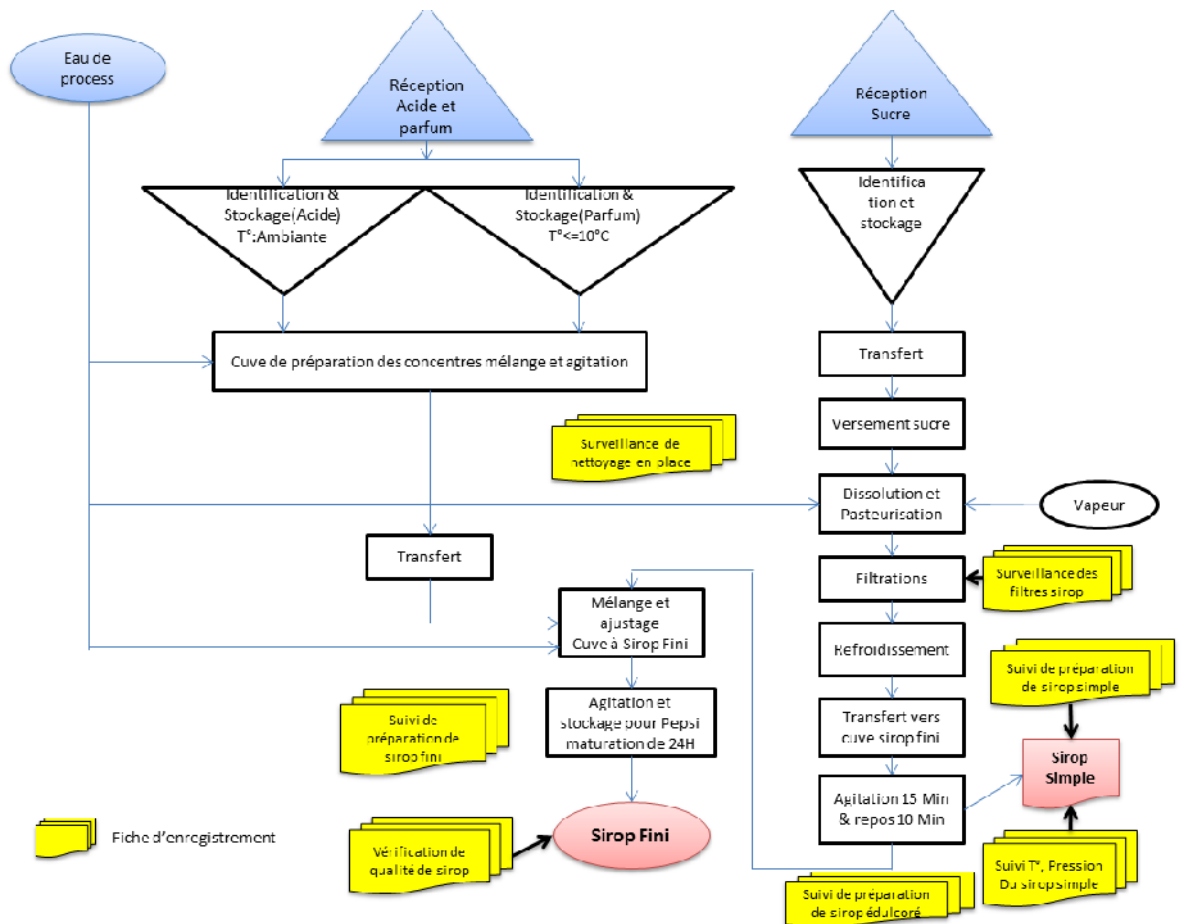 Eau de
process
Réception
Acide et
parfum
Réception
Sucre
Identification &
Stockage(Acide)
T°:Ambiante
Identification &
Stockage(Parfum)
T°<=10°C
Identifica
tion et
stockage
Cuve de préparation des concentres mélange et agitation
Transfert
Versement sucre
Surveillance de
nettoyage en place
Dissolution et
Pasteurisation
Vapeur
Transfert
Filtrations
Surveillance des
filtres sirop
Mélange et
ajustage
Cuve à Sirop Fini
Refroidissement
Suivi de préparation
de sirop simple
Agitation et
stockage pour Pepsi
maturation de 24H
Transfert vers
cuve sirop fini
Suivi de
préparation de
sirop fini
Sirop
Simple
Agitation 15 Min
& repos 10 Min
Fiche d'enregistrement
Vérification de
qualité de sirop
Sirop Fini
Suivi T°, Pression
Du sirop simple
Suivi de préparation
de sirop édulcoré